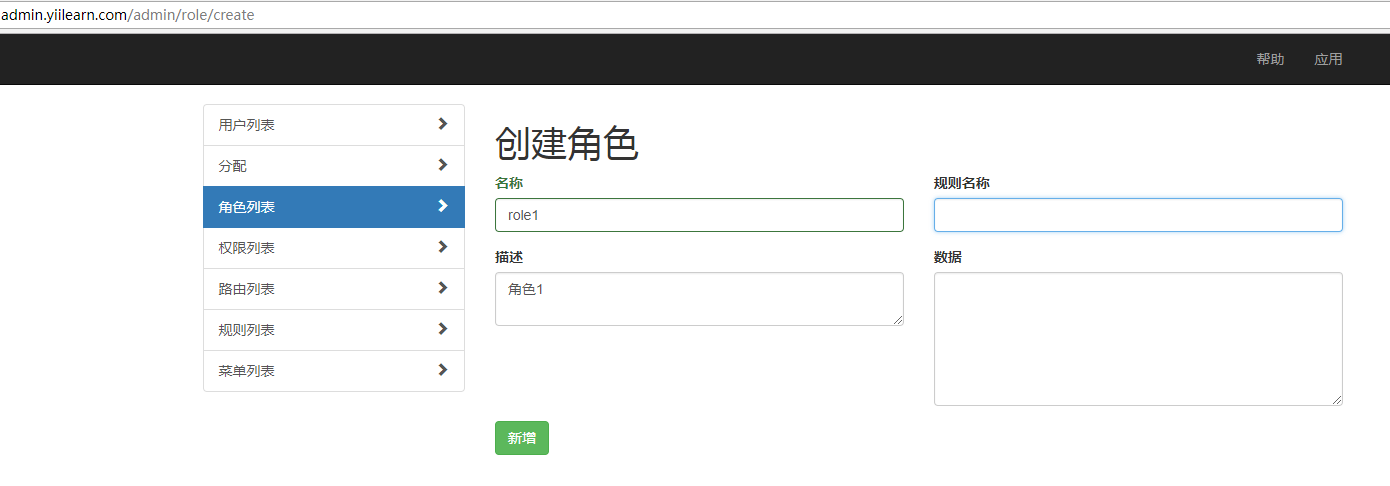 admin.yiilearn.com/admin/role/create
帮助
应用
用户列表
分配
角色列表
权限列表
路由列表
规则列表
菜单列表
创建角色
名称
role1
规则名称
描述
角色1
数据
新增